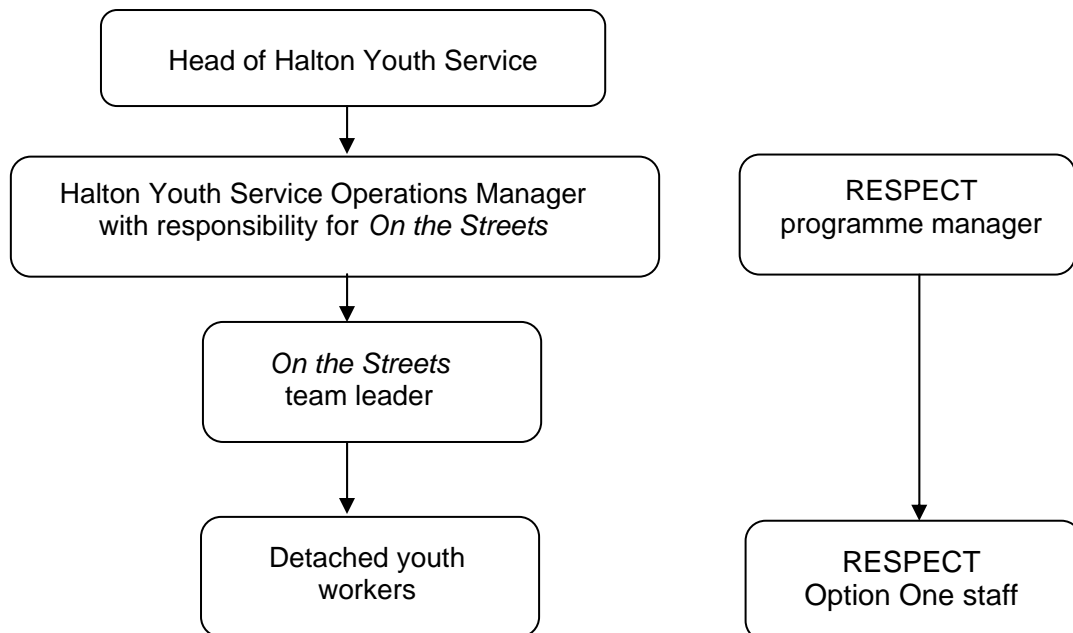 Head of Halton Youth Service
Halton Youth Service Operations Manager
with responsibility for On the Streets
RESPECT
programme manager
On the Streets
team leader
Detached youth
workers
RESPECT
Option One staff